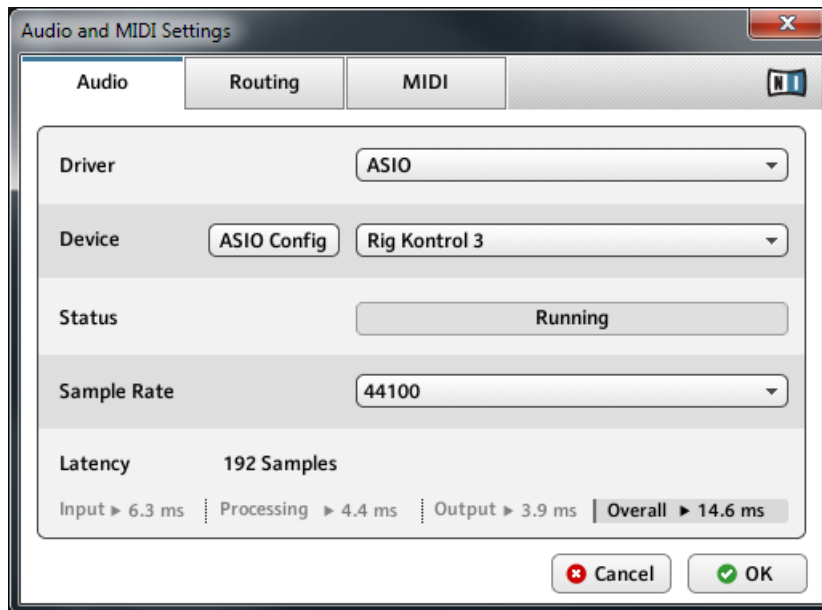 Audio and MIDI Settings
Audio Routing MIDI NI
Driver ASIO
Device ASIO Config Rig Kontrol 3
Status Running
Sample Rate 44100
Latency 192 Samples
Input ▸ 6.3 ms Processing ▸ 4.4 ms Output ▸ 3.9 ms Overall ▸ 14.6 ms
Cancel OK